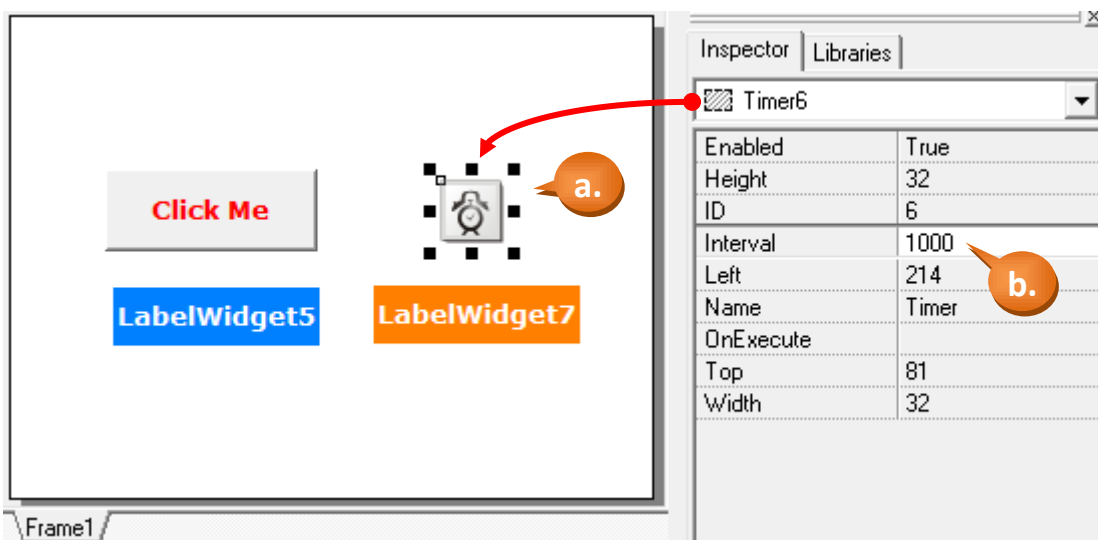 Inspector Libraries
Timer6
Enabled True
Height 32
ID 6
Interval 1000
Left 214
Name Timer
OnExecute
Top 81
Width 32
a.
b.
Click Me
LabelWidget5
LabelWidget7
Frame1